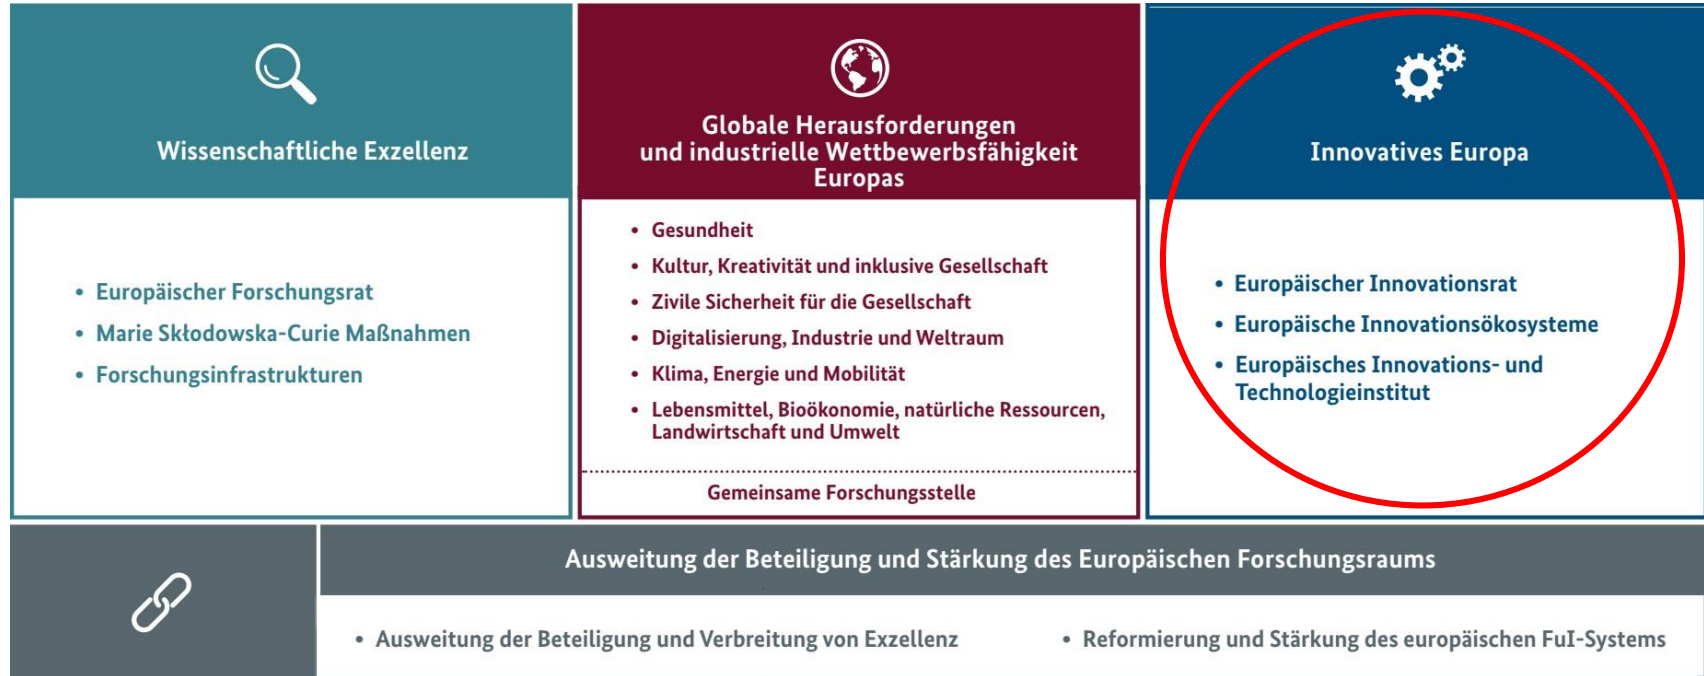 Wissenschaftliche Exzellenz
• Europäischer Forschungsrat
• Marie Skłodowska-Curie Maßnahmen
• Forschungsinfrastrukturen
Globale Herausforderungen
und industrielle Wettbewerbsfähigkeit
Europas
• Gesundheit
• Kultur, Kreativität und inklusive Gesellschaft
• Zivile Sicherheit für die Gesellschaft
• Digitalisierung, Industrie und Weltraum
• Klima, Energie und Mobilität
• Lebensmittel, Bioökonomie, natürliche Ressourcen,
Landwirtschaft und Umwelt
Gemeinsame Forschungsstelle
Innovatives Europa
• Europäischer Innovationsrat
• Europäische Innovationsökosysteme
• Europäisches Innovations- und
Technologieinstitut
Ausweitung der Beteiligung und Stärkung des Europäischen Forschungsraums
• Ausweitung der Beteiligung und Verbreitung von Exzellenz
• Reformierung und Stärkung des europäischen FuI-Systems